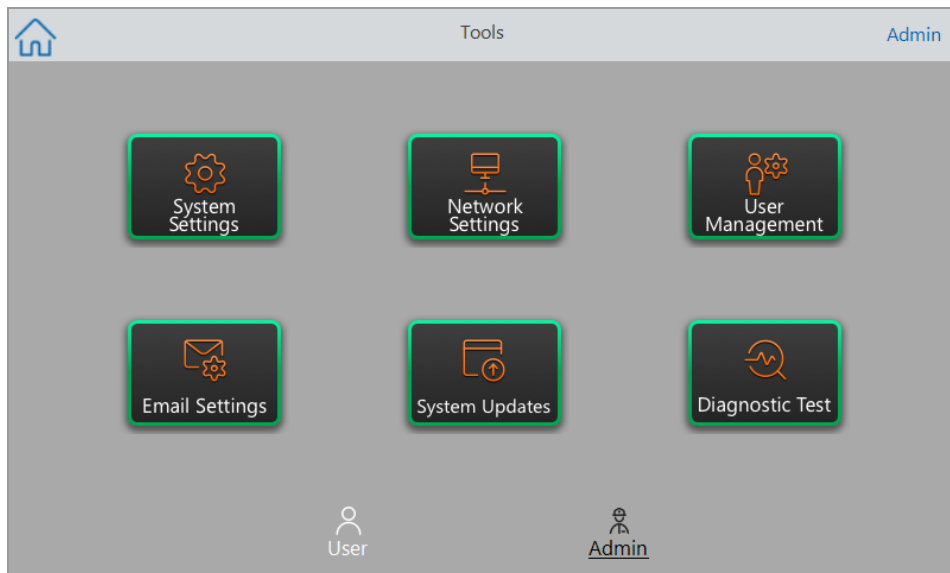 Tools
Admin
System
Settings
Network
Settings
User
Management
Email Settings
System Updates
Diagnostic Test
User
Admin